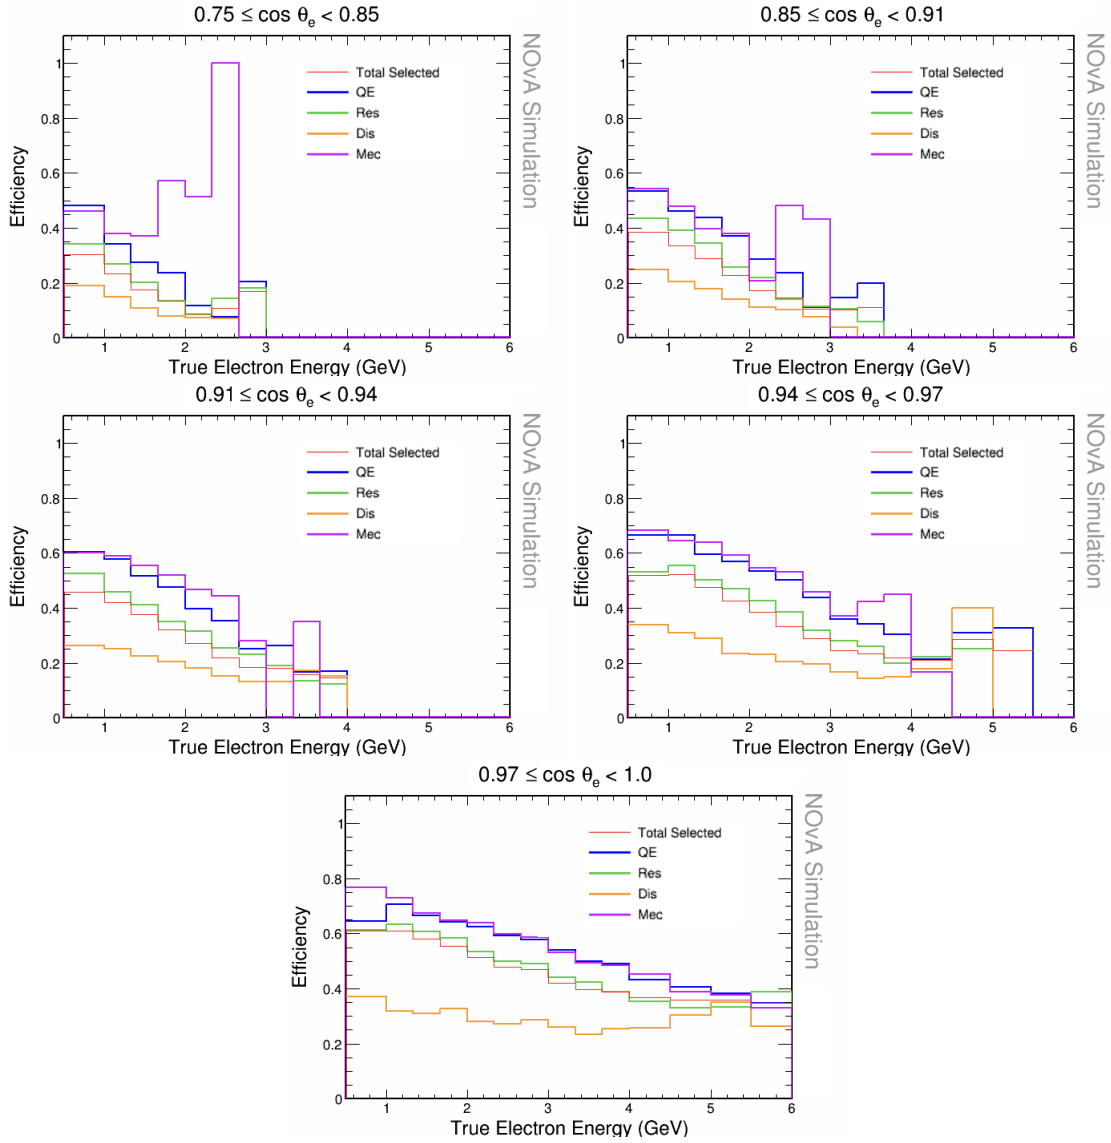 0.75 ≤ cos θe < 0.85
NOvA Simulation
Efficiency
1
0.8
0.6
0.4
0.2
0
Total Selected
QE
Res
Dis
Mec
1 2 3 4 5 6
True Electron Energy (GeV)
0.85 ≤ cos θe < 0.91
NOvA Simulation
Efficiency
1
0.8
0.6
0.4
0.2
0
Total Selected
QE
Res
Dis
Mec
1 2 3 4 5 6
True Electron Energy (GeV)
0.91 ≤ cos θe < 0.94
NOvA Simulation
Efficiency
1
0.8
0.6
0.4
0.2
0
Total Selected
QE
Res
Dis
Mec
1 2 3 4 5 6
True Electron Energy (GeV)
0.94 ≤ cos θe < 0.97
NOvA Simulation
Efficiency
1
0.8
0.6
0.4
0.2
0
Total Selected
QE
Res
Dis
Mec
1 2 3 4 5 6
True Electron Energy (GeV)
0.97 ≤ cos θe < 1.0
NOvA Simulation
Efficiency
1
0.8
0.6
0.4
0.2
0
Total Selected
QE
Res
Dis
Mec
1 2 3 4 5 6
True Electron Energy (GeV)